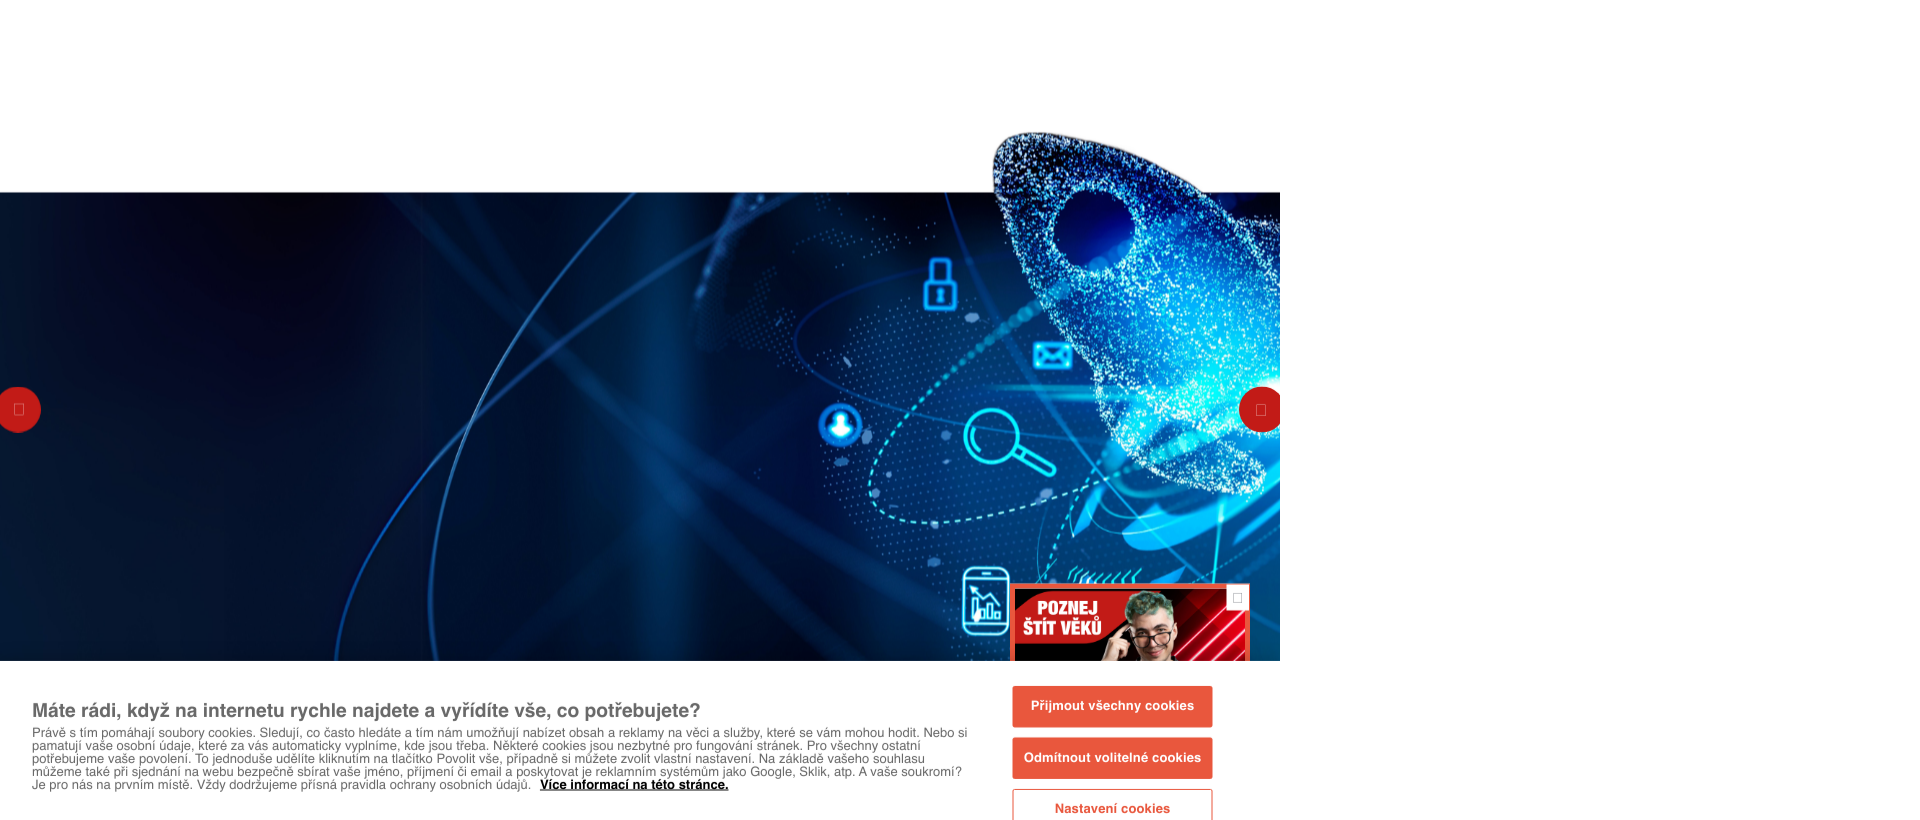 POZNEJ
ŠTÍT VĚKŮ
Máte rádi, když na internetu rychle najdete a vyřídíte vše, co potřebujete?
Právě s tím pomáhají soubory cookies. Sledují, co často hledáte a tím nám umožňují nabízet obsah a reklamy na věci a služby, které se vám mohou hodit. Nebo si
pamatují vaše osobní údaje, které za vás automaticky vyplníme, kde jsou třeba. Některé cookies jsou nezbytné pro fungování stránek. Pro všechny ostatní
potřebujeme vaše povolení. To jednoduše udělíte kliknutím na tlačítko Povolit vše, případně si můžete zvolit vlastní nastavení. Na základě vašeho souhlasu
můžeme také při sjednání na webu bezpečně sbírat vaše jméno, příjmení či email a poskytovat je reklamním systémům jako Google, Sklik, atp. A vaše soukromí?
Je pro nás na prvním místě. Vždy dodržujeme přísná pravidla ochrany osobních údajů. Více informací na této stránce.
Přijmout všechny cookies
Odmítnout volitelné cookies
Nastavení cookies